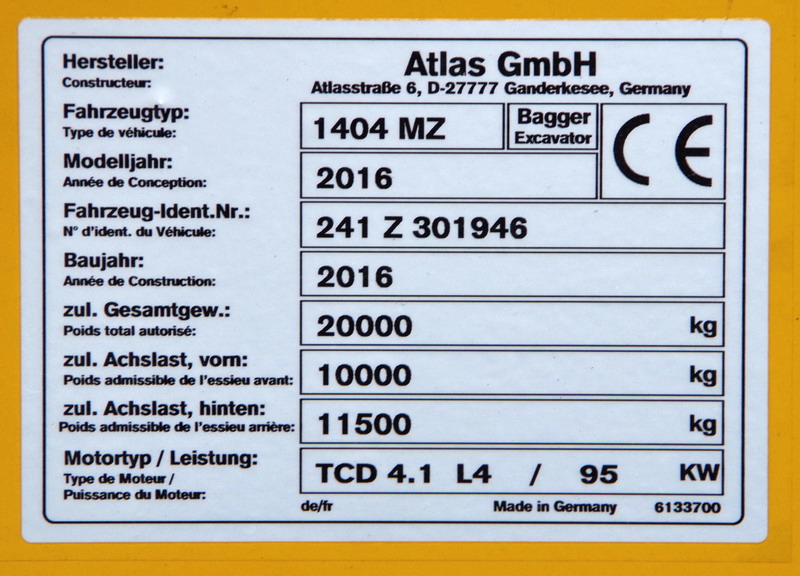 Hersteller: Atlas GmbH
Constructeur: Atlasstraße 6, D-27777 Ganderkesee, Germany
Fahrzeugtyp: 1404 MZ Bagger CE
Type de véhicule: Excavator
Modelljahr: 2016
Année de Conception:
Fahrzeug-Ident.Nr.: 241 Z 301946
N° d'ident. du Véhicule:
Baujahr: 2016
Année de Construction:
zul. Gesamtgew.: 20000 kg
Poids total autorisé:
zul. Achslast, vorn: 10000 kg
Poids admissible de l'essieu avant:
zul. Achslast, hinten: 11500 kg
Poids admissible de l'essieu arrière:
Motortyp / Leistung: TCD 4.1 L4 / 95 KW
Type de Moteur /
Puissance du Moteur:
de/fr Made in Germany 6133700